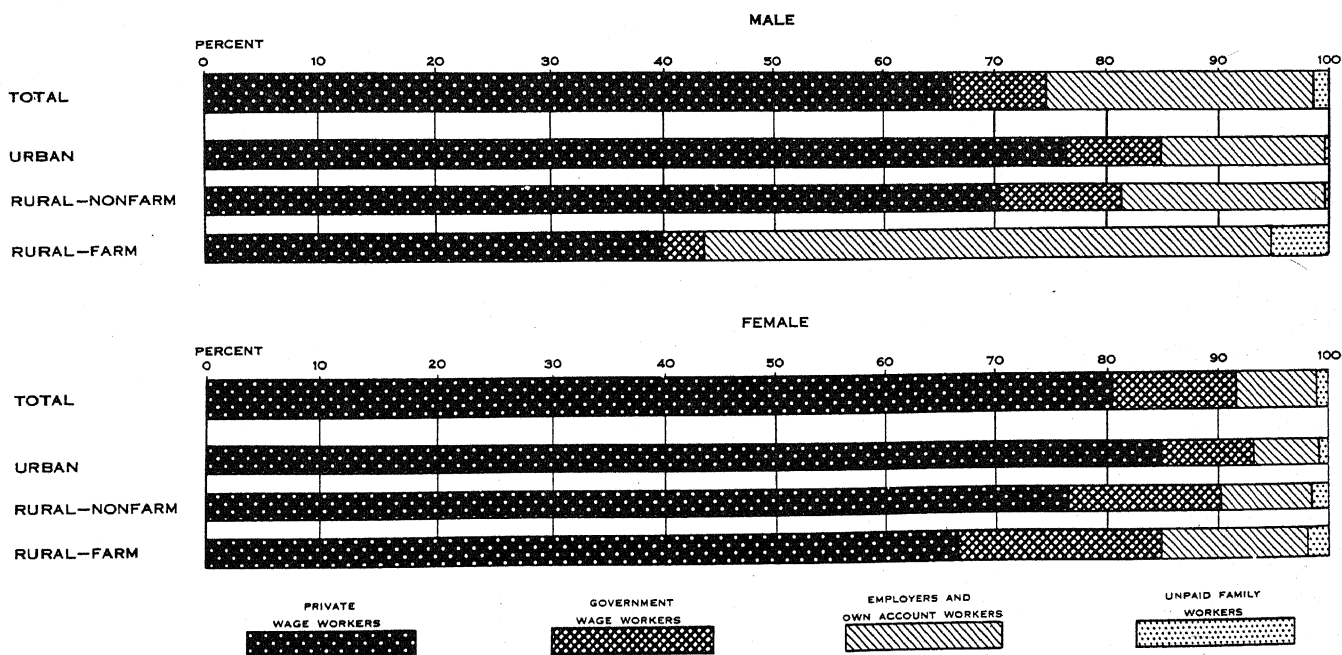 MALE
PERCENT
0 10 20 30 40 50 60 70 80 90 100
TOTAL
URBAN
RURAL—NONFARM
RURAL—FARM
FEMALE
PERCENT
0 10 20 30 40 50 60 70 80 90 100
TOTAL
URBAN
RURAL—NONFARM
RURAL—FARM
PRIVATE
WAGE WORKERS
GOVERNMENT
WAGE WORKERS
EMPLOYERS AND
OWN ACCOUNT WORKERS
UNPAID FAMILY
WORKERS